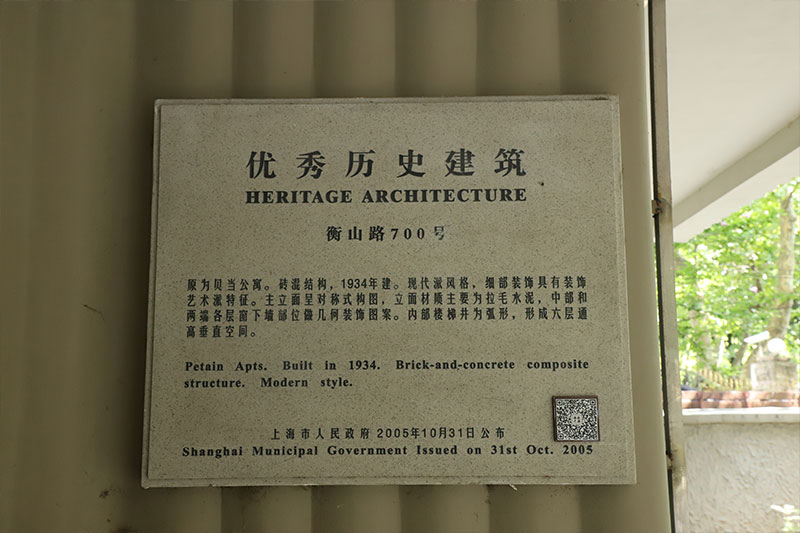 优秀历史建筑
HERITAGE ARCHITECTURE
衡山路700号
原为贝当公寓。砖混结构，1934年建。现代派风格，细部装饰具有装饰
艺术派特征。主立面呈对称式构图，立面材质主要为拉毛水泥，中部和
两端各层窗下墙部位做几何装饰图案。内部楼梯井为弧形，形成六层通
高垂直空间。
Petain Apts. Built in 1934. Brick-and-concrete composite
structure. Modern style.
上海市人民政府 2005年10月31日公布
Shanghai Municipal Government Issued on 31st Oct. 2005